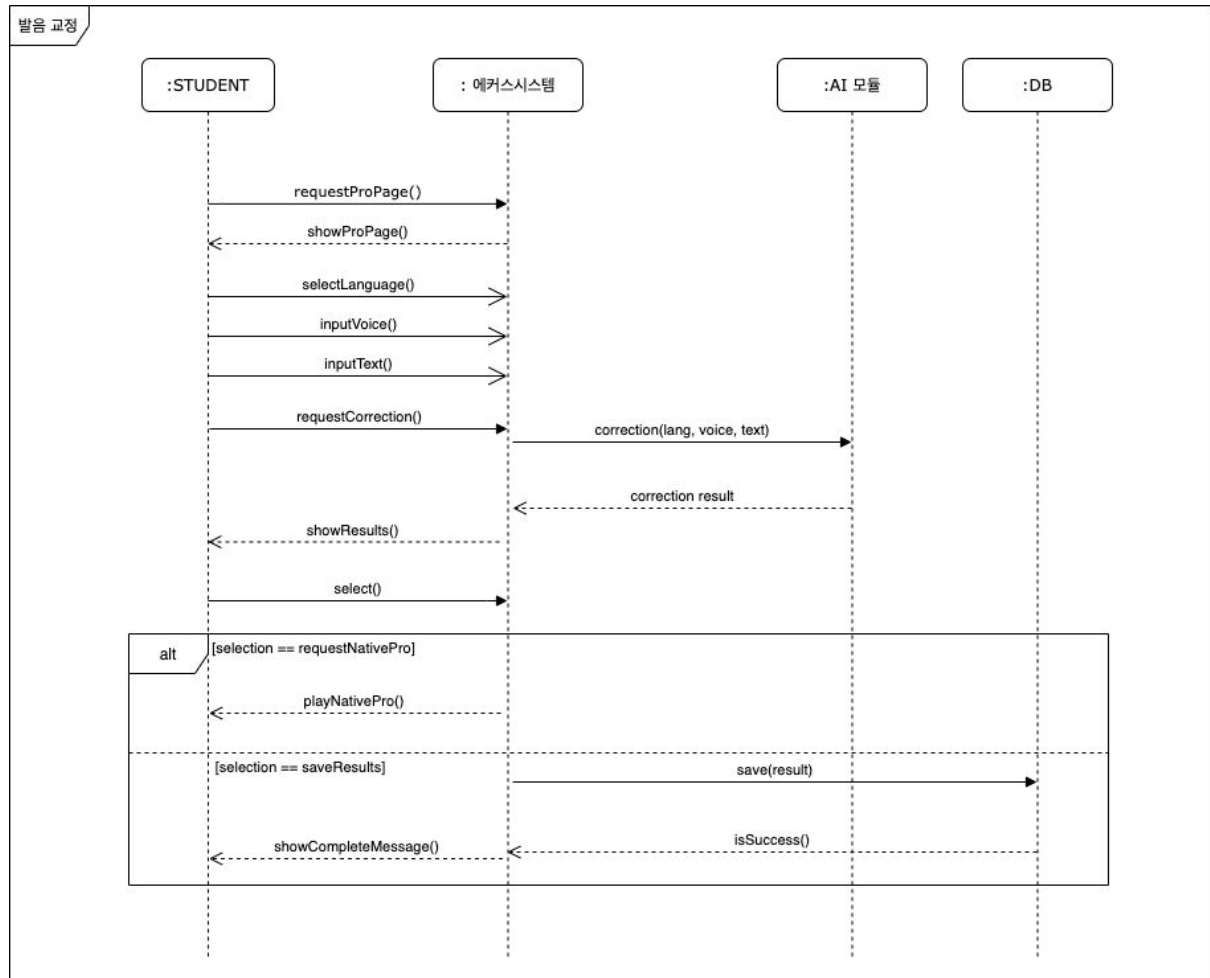 발음 교정
:STUDENT
: 에커스시스템
:AI 모듈
:DB
requestProPage()
showProPage()
selectLanguage()
inputVoice()
inputText()
requestCorrection()
correction(lang, voice, text)
correction result
showResults()
select()
alt
[selection == requestNativePro]
playNativePro()
[selection == saveResults]
save(result)
isSuccess()
showCompleteMessage()